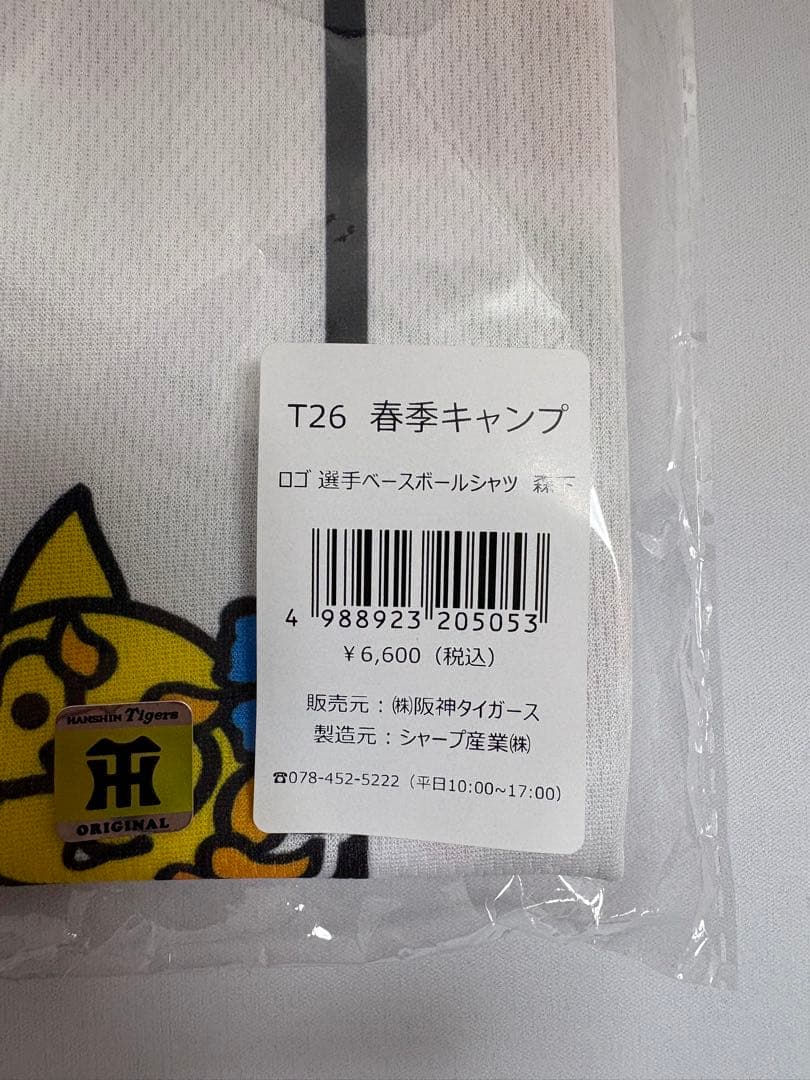 T26 春季キャンプ
ロゴ 選手ベースボールシャツ 森下
4 988923 205053
¥6,600（税込）
販売元：㈱阪神タイガース
製造元：シャープ産業㈱
☎078-452-5222（平日10:00~17:00）
HANSHIN Tigers
TH
ORIGINAL